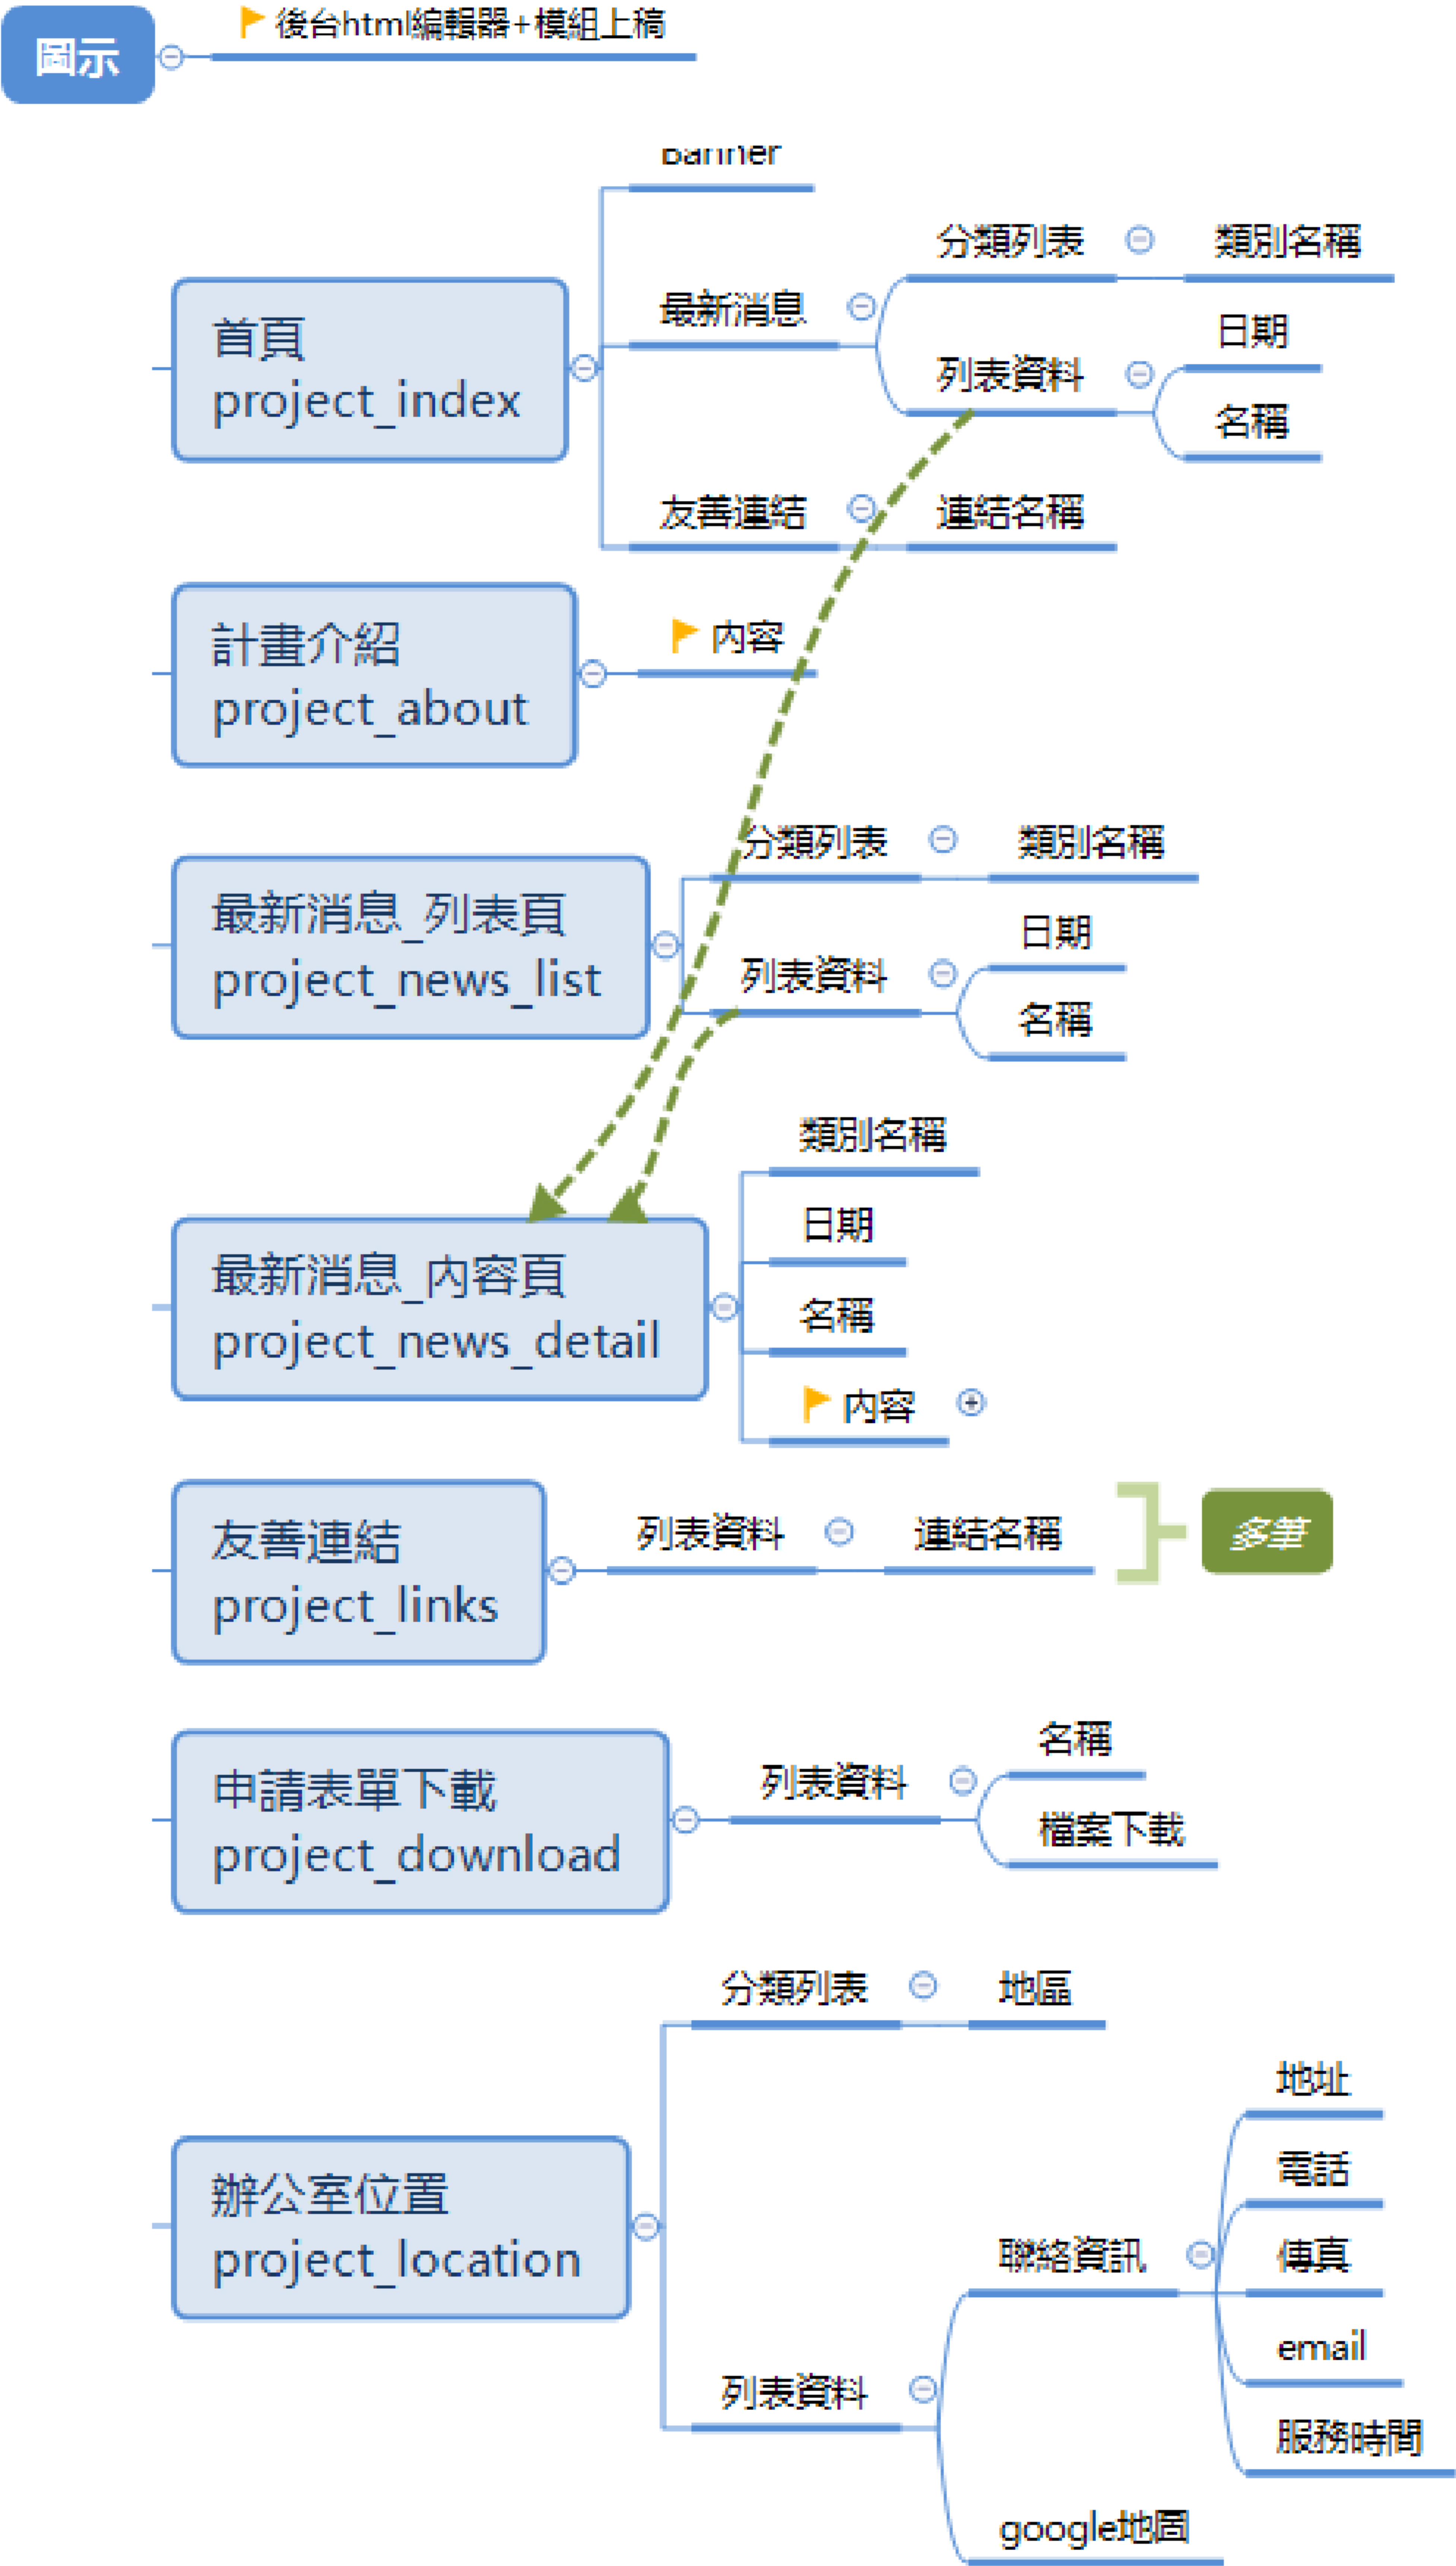 圖示
後台html編輯器+模組上稿
Banner
首頁
project_index
最新消息
分類列表
類別名稱
列表資料
日期
名稱
友善連結
連結名稱
計畫介紹
project_about
內容
最新消息_列表頁
project_news_list
分類列表
類別名稱
列表資料
日期
名稱
最新消息_內容頁
project_news_detail
類別名稱
日期
名稱
內容
友善連結
project_links
列表資料
連結名稱
多筆
申請表單下載
project_download
列表資料
名稱
檔案下載
辦公室位置
project_location
分類列表
地區
列表資料
聯絡資訊
地址
電話
傳真
email
服務時間
google地圖